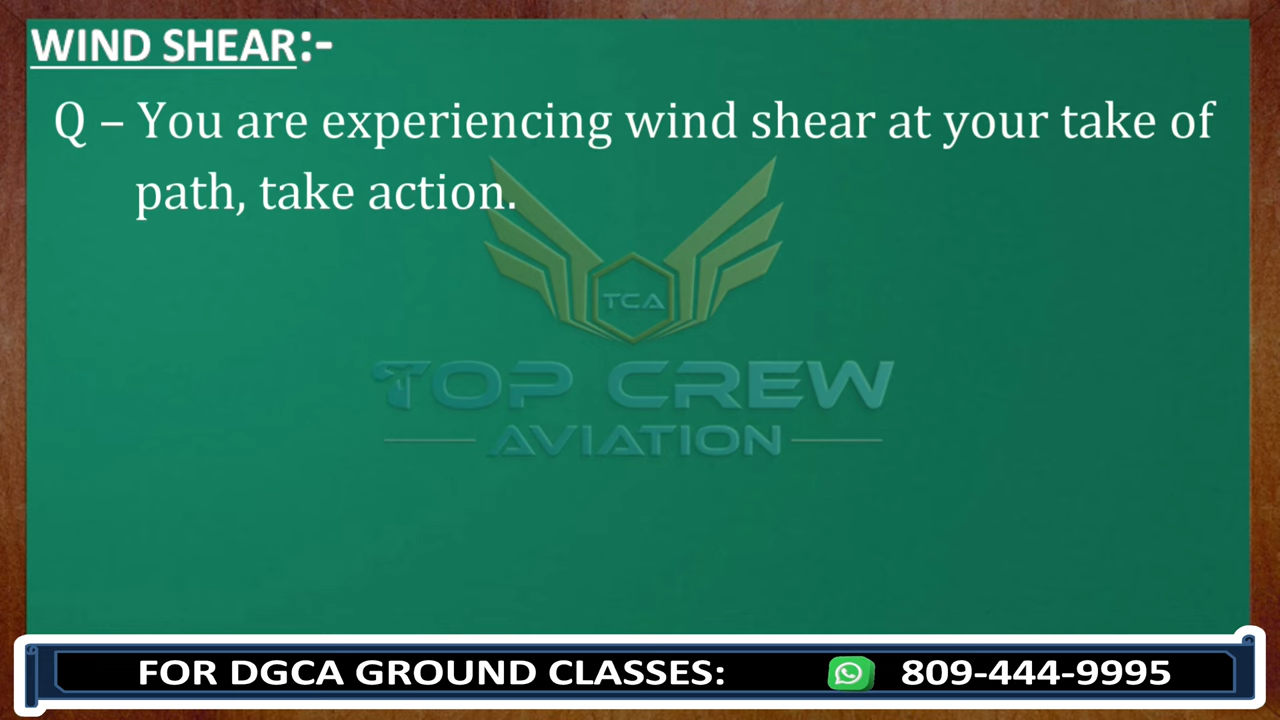 WIND SHEAR:-
Q – You are experiencing wind shear at your take of
path, take action.
TCA
TOP CREW
AVIATION
FOR DGCA GROUND CLASSES: 809-444-9995